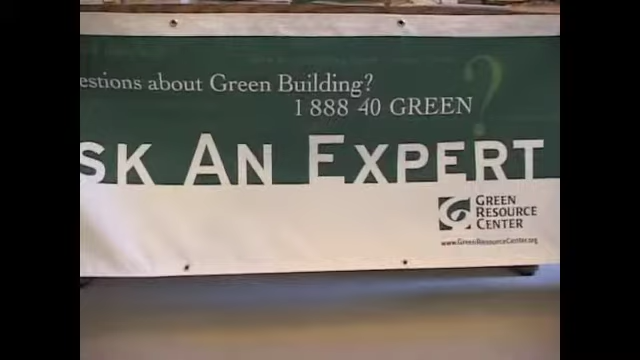 estions about Green Building?
1 888 40 GREEN
?
SK AN EXPERT
GREEN
RESOURCE
CENTER
www.GreenResourceCenter.org